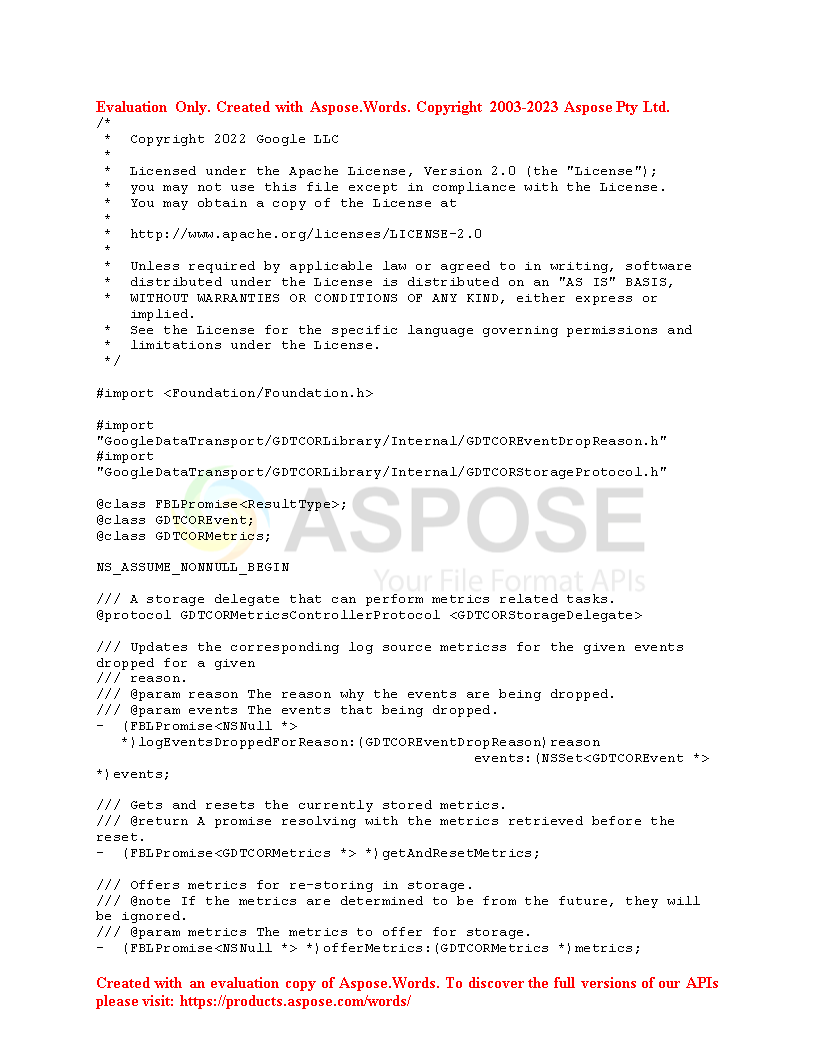 Evaluation Only. Created with Aspose.Words. Copyright 2003-2023 Aspose Pty Ltd.
/*
 *  Copyright 2022 Google LLC
 *
 *  Licensed under the Apache License, Version 2.0 (the "License");
 *  you may not use this file except in compliance with the License.
 *  You may obtain a copy of the License at
 *
 *  http://www.apache.org/licenses/LICENSE-2.0
 *
 *  Unless required by applicable law or agreed to in writing, software
 *  distributed under the License is distributed on an "AS IS" BASIS,
 *  WITHOUT WARRANTIES OR CONDITIONS OF ANY KIND, either express or
    implied.
 *  See the License for the specific language governing permissions and
 *  limitations under the License.
 */
#import <Foundation/Foundation.h>
#import
"GoogleDataTransport/GDTCORLibrary/Internal/GDTCOREventDropReason.h"
#import
"GoogleDataTransport/GDTCORLibrary/Internal/GDTCORStorageProtocol.h"
@class FBLPromise<ResultType>;
@class GDTCOREvent;
@class GDTCORMetrics;
ASPOSE
NS_ASSUME_NONNULL_BEGIN
Your File Format APIs
/// A storage delegate that can perform metrics related tasks.
@protocol GDTCORMetricsControllerProtocol <GDTCORStorageDelegate>
/// Updates the corresponding log source metricss for the given events
dropped for a given
/// reason.
/// @param reason The reason why the events are being dropped.
/// @param events The events that being dropped.
-  (FBLPromise<NSNull *>
   *)logEventsDroppedForReason:(GDTCOREventDropReason)reason
                                             events:(NSSet<GDTCOREvent *>
*)events;
/// Gets and resets the currently stored metrics.
/// @return A promise resolving with the metrics retrieved before the
reset.
-  (FBLPromise<GDTCORMetrics *> *)getAndResetMetrics;
/// Offers metrics for re-storing in storage.
/// @note If the metrics are determined to be from the future, they will
be ignored.
/// @param metrics The metrics to offer for storage.
-  (FBLPromise<NSNull *> *)offerMetrics:(GDTCORMetrics *)metrics;
Created with an evaluation copy of Aspose.Words. To discover the full versions of our APIs
please visit: https://products.aspose.com/words/